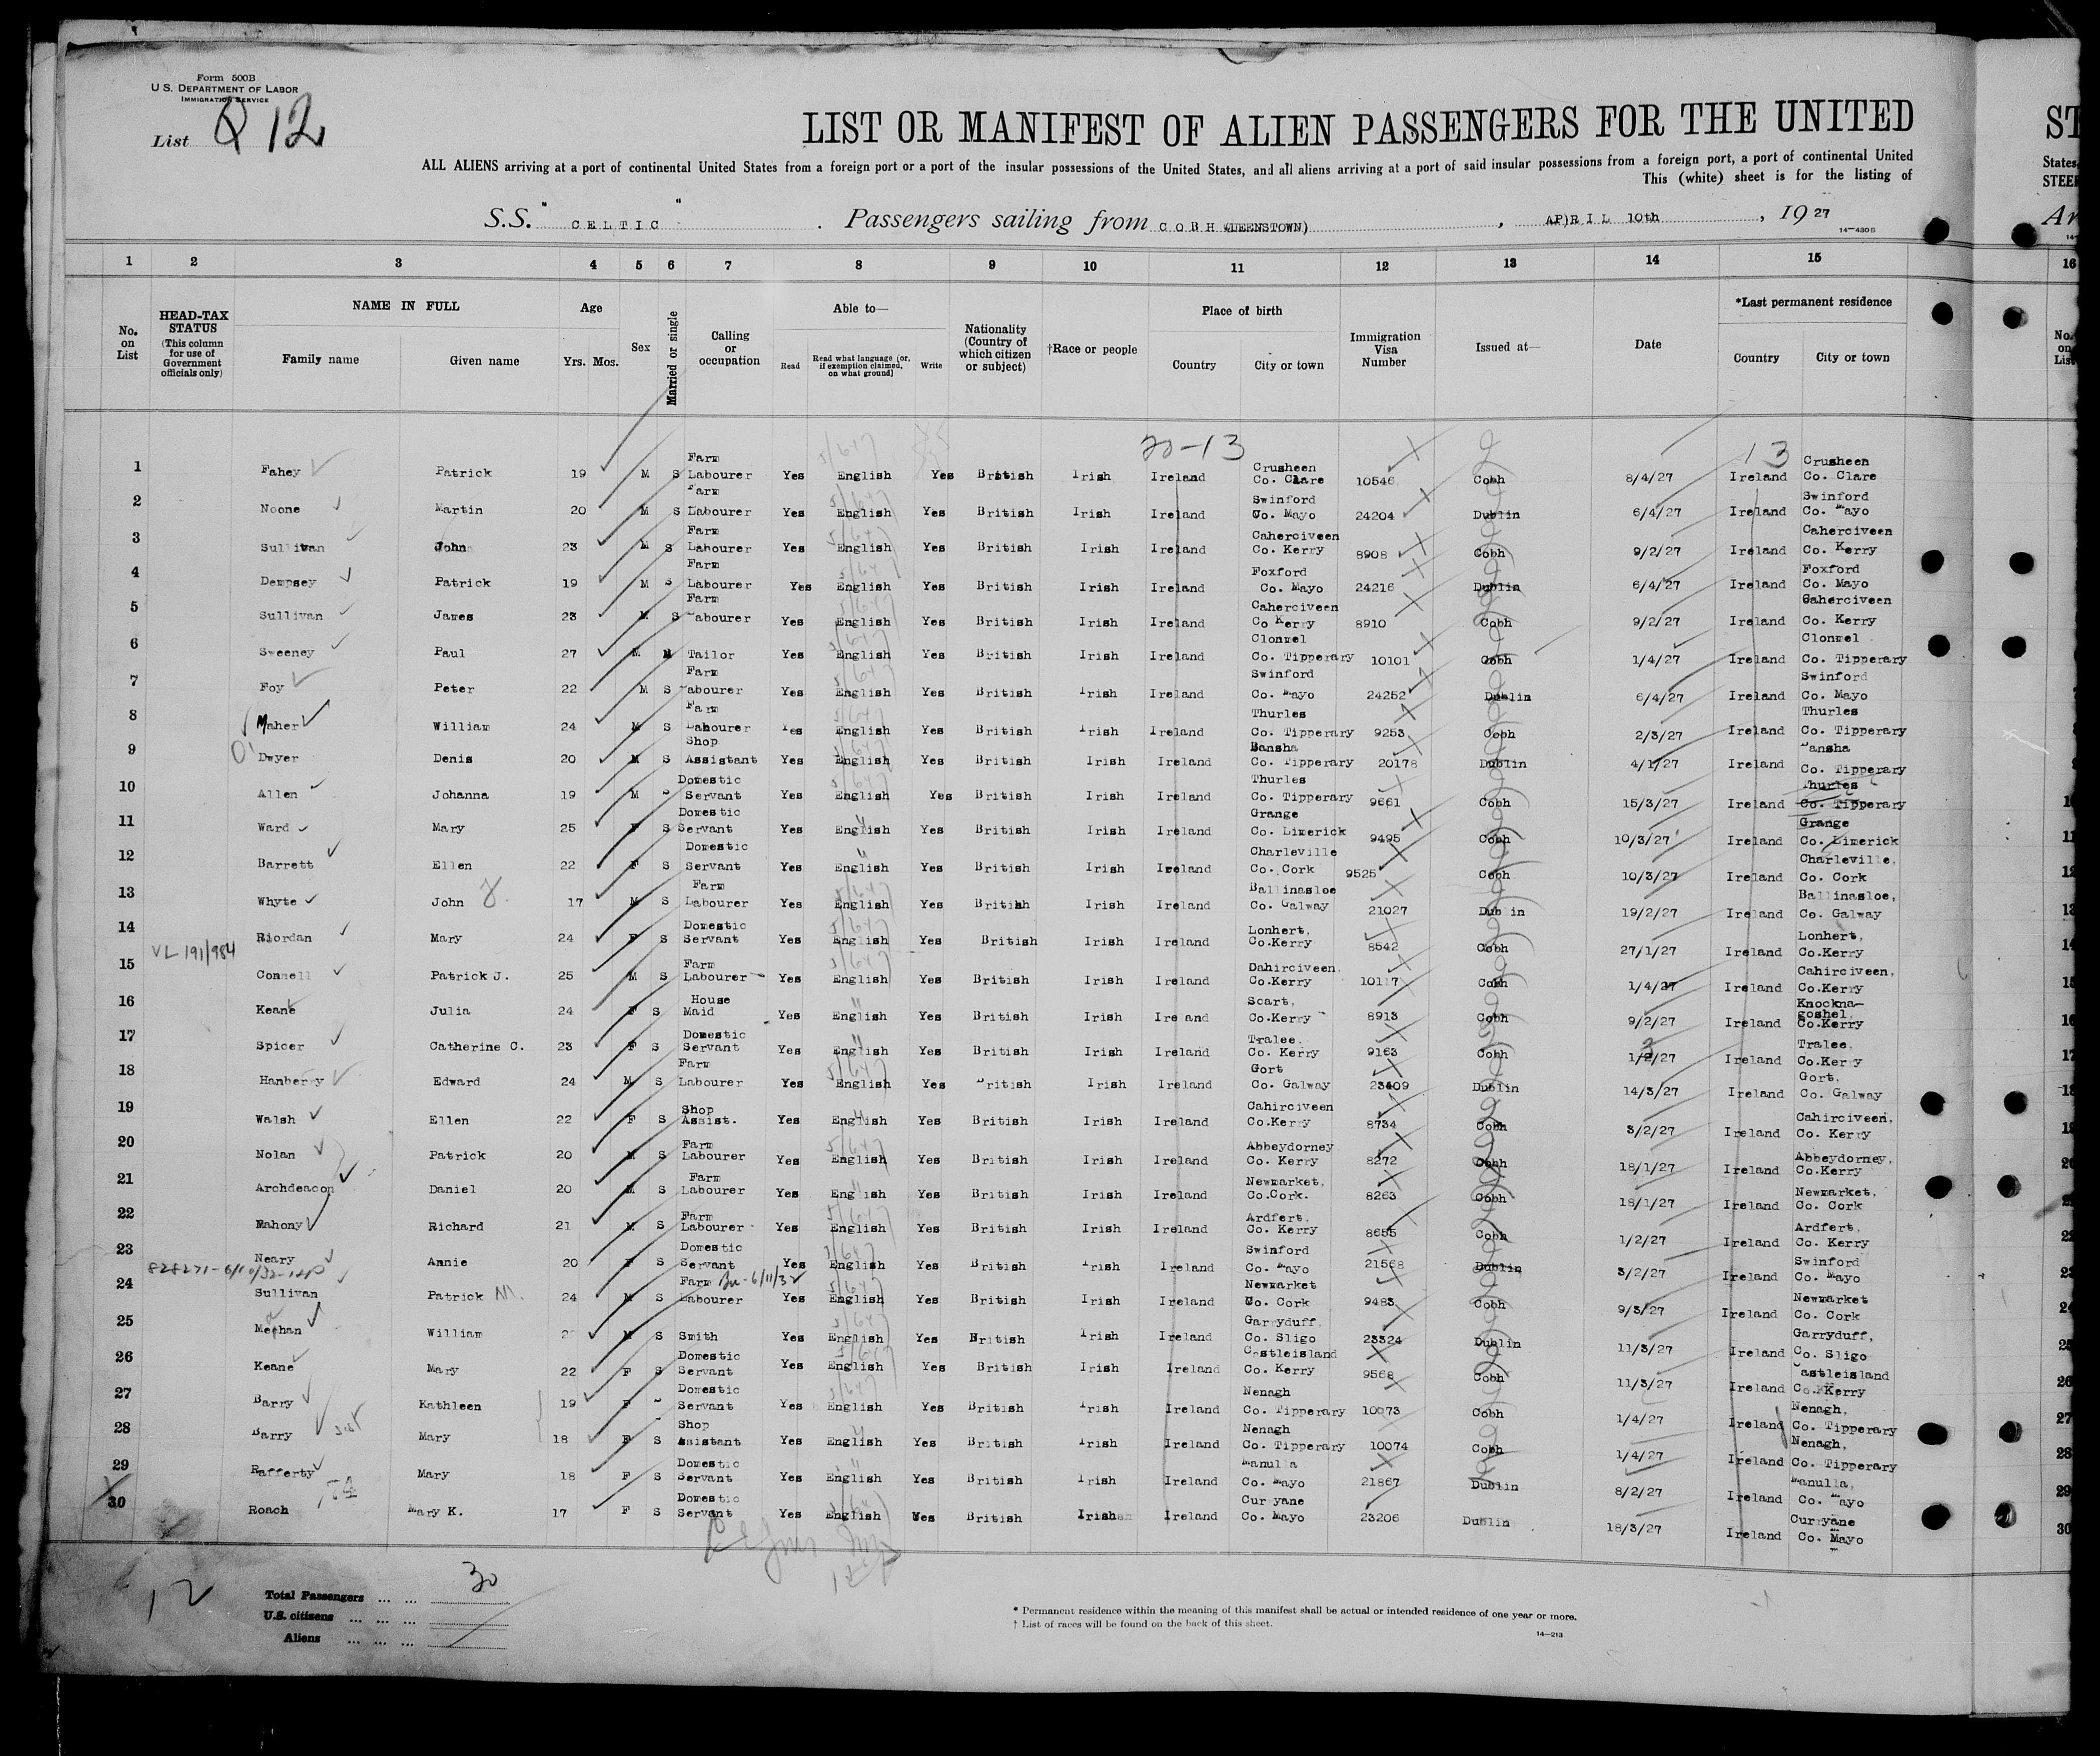 Form 500B
U. S. DEPARTMENT OF LABOR
IMMIGRATION SERVICE
List Q 12
LIST OR MANIFEST OF ALIEN PASSENGERS FOR THE UNITED ST
ALL ALIENS arriving at a port of continental United States from a foreign port or a port of the insular possessions of the United States, and all aliens arriving at a port of said insular possessions from a foreign port, a port of continental United States
This (white) sheet is for the listing of
S.S. " CELTIC " . Passengers sailing from COBH (QUEENSTOWN) , APRIL 10th , 19 27
14-4308
1 2 3 4 5 6 7 8 9 10 11 12 13 14 15 16
No. on List
HEAD-TAX STATUS (This column for use of Government officials only)
NAME IN FULL Family name Given name
Age Yrs. Mos.
Sex
Married or single
Calling or occupation
Able to— Read Read what language (or, if exemption claimed, on what ground) Write
Nationality (Country of which citizen or subject)
†Race or people
Place of birth Country City or town
Immigration Visa Number
Issued at—
Date
*Last permanent residence Country City or town
20-13 13
1 Fahey Patrick 19 M S Farm Labourer Yes English Yes British Irish Ireland Crusheen Co. Clare 10546 Cobh 8/4/27 Ireland Crusheen Co. Clare
2 Noone Martin 20 M S Farm Labourer Yes English Yes British Irish Ireland Swinford Co. Mayo 24204 Dublin 6/4/27 Ireland Swinford Co. Mayo
3 Sullivan John 23 M S Farm Labourer Yes English Yes British Irish Ireland Caherciveen Co. Kerry 8908 Cobh 9/2/27 Ireland Caherciveen Co. Kerry
4 Dempsey Patrick 19 M S Farm Labourer Yes English Yes British Irish Ireland Foxford Co. Mayo 24216 Dublin 6/4/27 Ireland Foxford Co. Mayo
5 Sullivan James 23 M S Farm Labourer Yes English Yes British Irish Ireland Caherciveen Co Kerry 8910 Cobh 9/2/27 Ireland Caherciveen Co. Kerry
6 Sweeney Paul 27 M M Tailor Yes English Yes British Irish Ireland Clonmel Co. Tipperary 10101 Cobh 1/4/27 Ireland Clonmel Co. Tipperary
7 Foy Peter 22 M S Farm Labourer Yes English Yes British Irish Ireland Swinford Co. Mayo 24252 Dublin 6/4/27 Ireland Swinford Co. Mayo
8 Maher William 24 M S Farm Labourer Yes English Yes British Irish Ireland Thurles Co. Tipperary 9253 Cobh 2/3/27 Ireland Thurles Co. Tipperary
9 O' Dwyer Denis 20 M S Shop Assistant Yes English Yes British Irish Ireland Bansha Co. Tipperary 20178 Dublin 4/1/27 Ireland Bansha Co. Tipperary
10 Allen Johanna 19 M S Domestic Servant Yes English Yes British Irish Ireland Thurles Co. Tipperary 9661 Cobh 15/3/27 Ireland Thurles Co. Tipperary
11 Ward Mary 25 F S Domestic Servant Yes English Yes British Irish Ireland Grange Co. Limerick 9495 Cobh 10/3/27 Ireland Grange Co. Limerick
12 Barrett Ellen 22 F S Domestic Servant Yes English Yes British Irish Ireland Charleville Co. Cork 9525 Cobh 10/3/27 Ireland Charleville, Co. Cork
13 Whyte John 17 M S Farm Labourer Yes English Yes British Irish Ireland Ballinasloe Co. Galway 21027 Dublin 19/2/27 Ireland Ballinasloe, Co. Galway
14 Riordan Mary 24 F S Domestic Servant Yes English Yes British Irish Ireland Lonhert, Co.Kerry 8542 Cobh 27/1/27 Ireland Lonhert, Co.Kerry
VL 191/984
15 Connell Patrick J. 25 M S Farm Labourer Yes English Yes British Irish Ireland Dahirciveen, Co.Kerry 10117 Cobh 1/4/27 Ireland Cahirciveen, Co.Kerry
16 Keane Julia 24 F S House Maid Yes English Yes British Irish Ireland Scart, Co.Kerry 8913 Cobh 9/2/27 Ireland Knockna-goshel, Co.Kerry
17 Spicer Catherine C. 23 F S Domestic Servant Yes English Yes British Irish Ireland Tralee, Co. Kerry 9163 Cobh 1/3/27 Ireland Tralee, Co.Kerry
18 Hanberry Edward 24 M S Farm Labourer Yes English Yes British Irish Ireland Gort Co. Galway 23409 Dublin 14/3/27 Ireland Gort, Co. Galway
19 Walsh Ellen 22 F S Shop Assist. Yes English Yes British Irish Ireland Cahirciveen Co.Kerry 8734 Cobh 3/2/27 Ireland Cahirciveen, Co. Kerry
20 Nolan Patrick 20 M S Farm Labourer Yes English Yes British Irish Ireland Abbeydorney Co. Kerry 8272 Cobh 18/1/27 Ireland Abbeydorney, Co.Kerry
21 Archdeacon Daniel 20 M S Farm Labourer Yes English Yes British Irish Ireland Newmarket, Co.Cork. 8263 Cobh 18/1/27 Ireland Newmarket, Co. Cork
22 Mahony Richard 21 M S Farm Labourer Yes English Yes British Irish Ireland Ardfert, Co. Kerry 8655 Cobh 1/2/27 Ireland Ardfert, Co. Kerry
23 Neary Annie 20 F S Domestic Servant Yes English Yes British Irish Ireland Swinford Co. Mayo 21568 Dublin 3/2/27 Ireland Swinford Co. Mayo
24 Sullivan Patrick M. 24 M S Farm Labourer Yes English Yes British Irish Ireland Newmarket Co. Cork 9483 Cobh 9/3/27 Ireland Newmarket Co. Cork
25 Meehan William M S Smith Yes English Yes British Irish Ireland Garryduff, Co. Sligo 23324 Dublin 11/3/27 Ireland Garryduff, Co. Sligo
26 Keane Mary 22 F S Domestic Servant Yes English Yes British Irish Ireland Castleisland Co. Kerry 9568 Cobh 11/3/27 Ireland Castleisland Co. Kerry
27 Barry Kathleen 19 F S Domestic Servant Yes English Yes British Irish Ireland Nenagh Co. Tipperary 10073 Cobh 1/4/27 Ireland Nenagh, Co. Tipperary
28 Barry Mary 18 F S Shop Assistant Yes English Yes British Irish Ireland Nenagh Co. Tipperary 10074 Cobh 1/4/27 Ireland Nenagh, Co. Tipperary
29 Rafferty Mary 18 F S Domestic Servant Yes English Yes British Irish Ireland Manulla Co. Mayo 21867 Dublin 8/2/27 Ireland Manulla, Co. Mayo
30 Roach Mary K. 17 F S Domestic Servant Yes English Yes British Irish Ireland Curryane Co. Mayo 23206 Dublin 18/3/27 Ireland Curryane Co. Mayo
12
Total Passengers ... ... 30
U.S. citizens ... ... ...
Aliens ... ... ...
* Permanent residence within the meaning of this manifest shall be actual or intended residence of one year or more.
† List of races will be found on the back of this sheet.
14-213